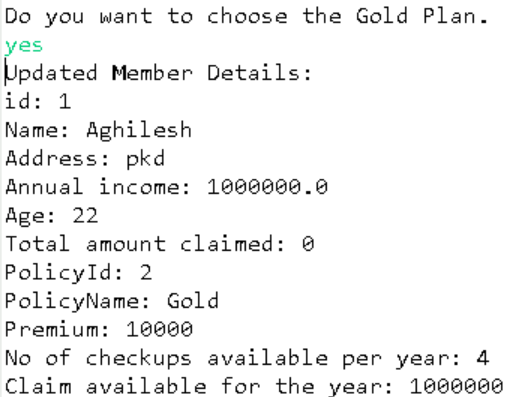 Do you want to choose the Gold Plan.
yes
Updated Member Details:
id: 1
Name: Aghilesh
Address: pkd
Annual income: 1000000.0
Age: 22
Total amount claimed: 0
PolicyId: 2
PolicyName: Gold
Premium: 10000
No of checkups available per year: 4
Claim available for the year: 1000000